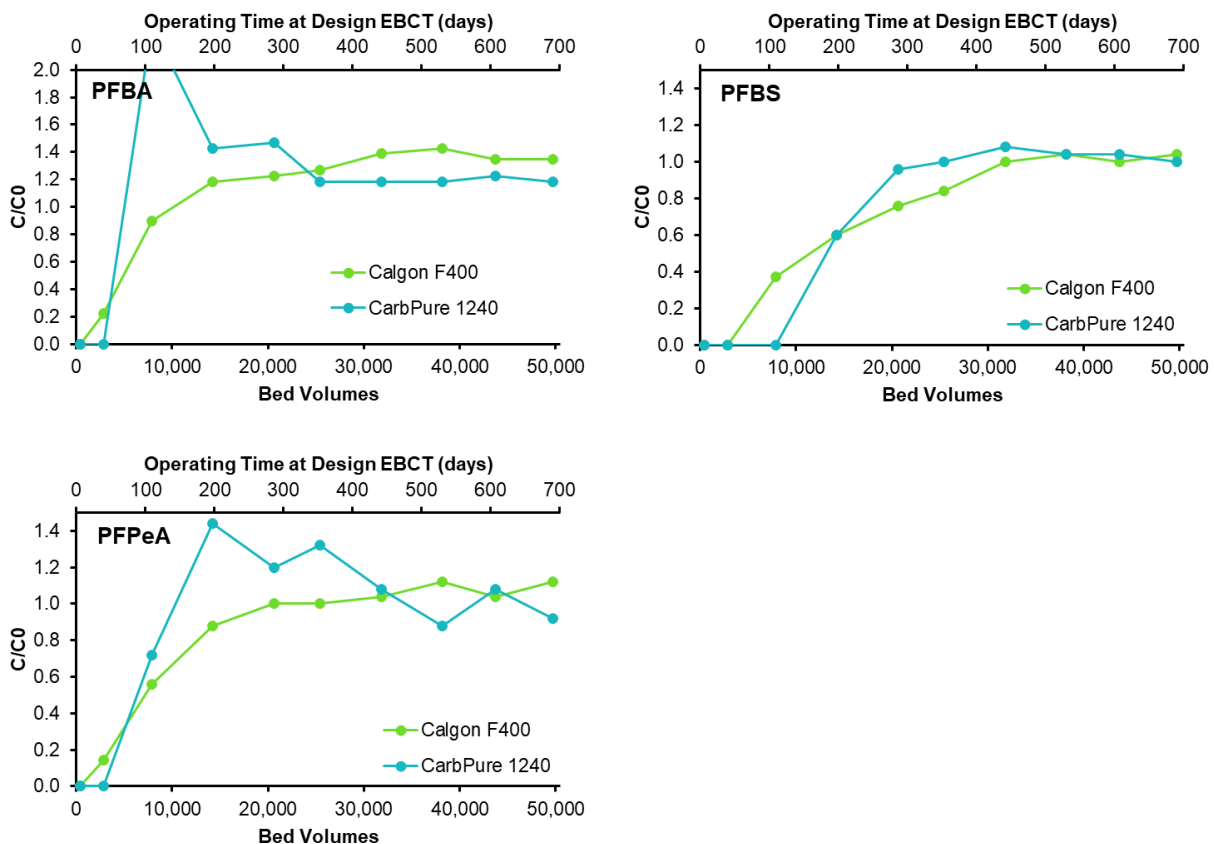 Operating Time at Design EBCT (days)
0 100 200 300 400 500 600 700
2.0
1.8
1.6
1.4
1.2
1.0
0.8
0.6
0.4
0.2
0.0
C/C0
PFBA
Calgon F400
CarbPure 1240
0 10,000 20,000 30,000 40,000 50,000
Bed Volumes
Operating Time at Design EBCT (days)
0 100 200 300 400 500 600 700
1.4
1.2
1.0
0.8
0.6
0.4
0.2
0.0
C/C0
PFBS
Calgon F400
CarbPure 1240
0 10,000 20,000 30,000 40,000 50,000
Bed Volumes
Operating Time at Design EBCT (days)
0 100 200 300 400 500 600 700
1.4
1.2
1.0
0.8
0.6
0.4
0.2
0.0
C/C0
PFPeA
Calgon F400
CarbPure 1240
0 10,000 20,000 30,000 40,000 50,000
Bed Volumes